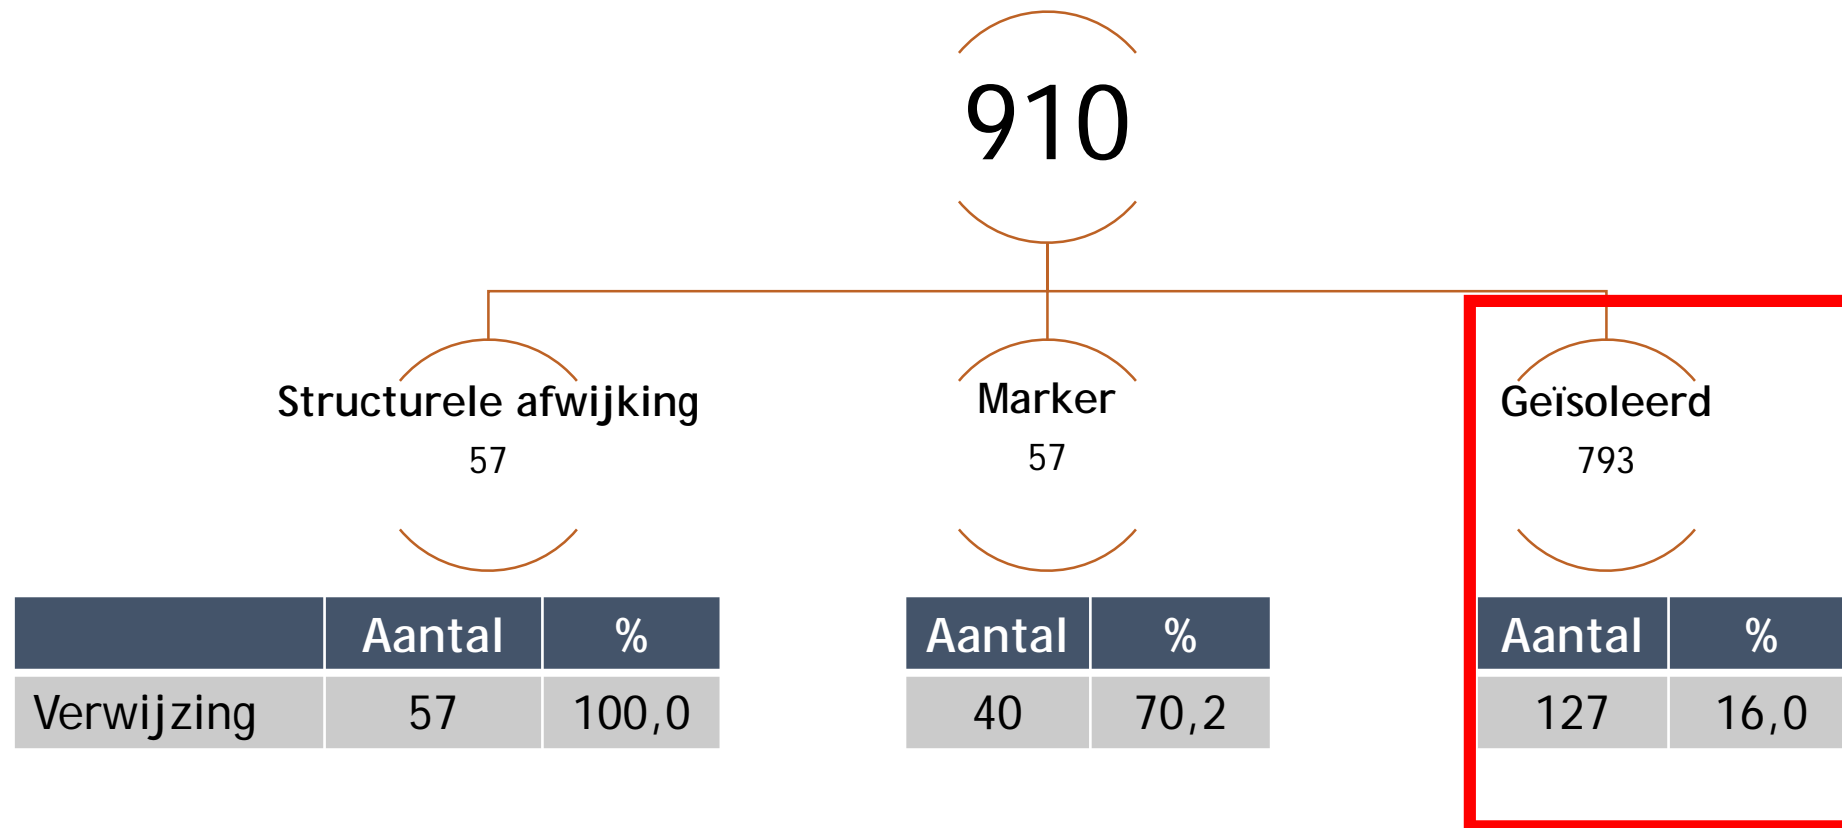 910
Structurele afwijking
57
Marker
57
Geïsoleerd
793
Aantal %
Verwijzing 57 100,0
Aantal %
40 70,2
Aantal %
127 16,0